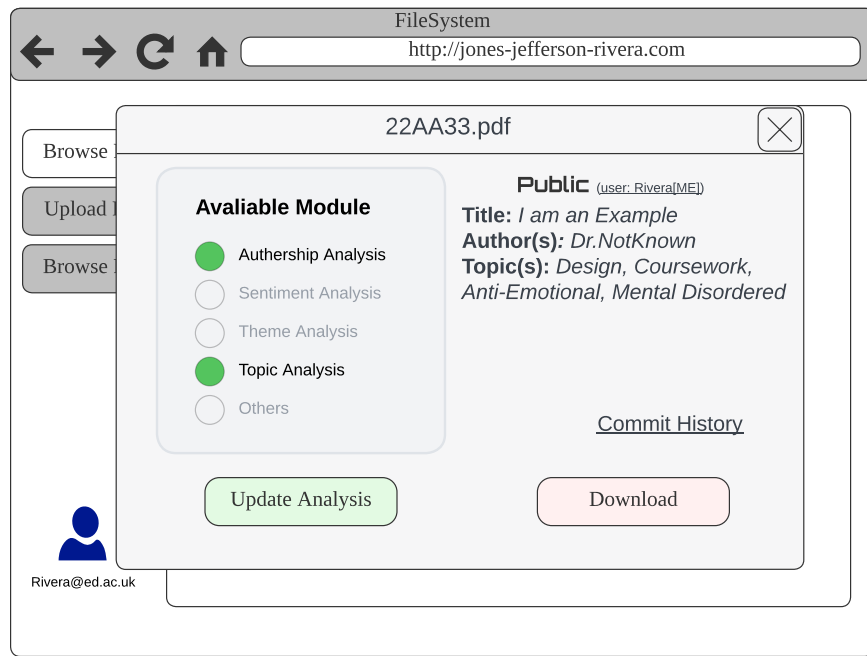 FileSystem
http://jones-jefferson-rivera.com
22AA33.pdf
Browse
Upload
Browse
Avaliable Module
Authership Analysis
Sentiment Analysis
Theme Analysis
Topic Analysis
Others
Public (user: Rivera[ME])
Title: I am an Example
Author(s): Dr.NotKnown
Topic(s): Design, Coursework,
Anti-Emotional, Mental Disordered
Commit History
Update Analysis
Download
Rivera@ed.ac.uk